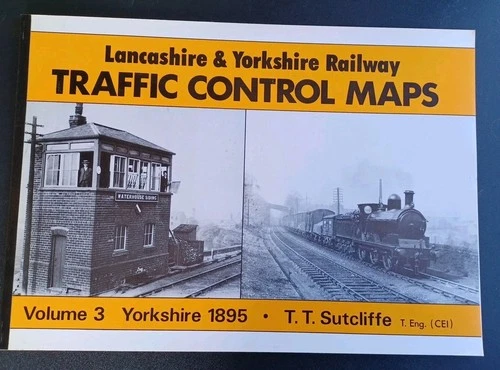 Lancashire & Yorkshire Railway
TRAFFIC CONTROL MAPS
WATERHOUSE SIDING
Volume 3 Yorkshire 1895 • T. T. Sutcliffe T. Eng. (CEI)